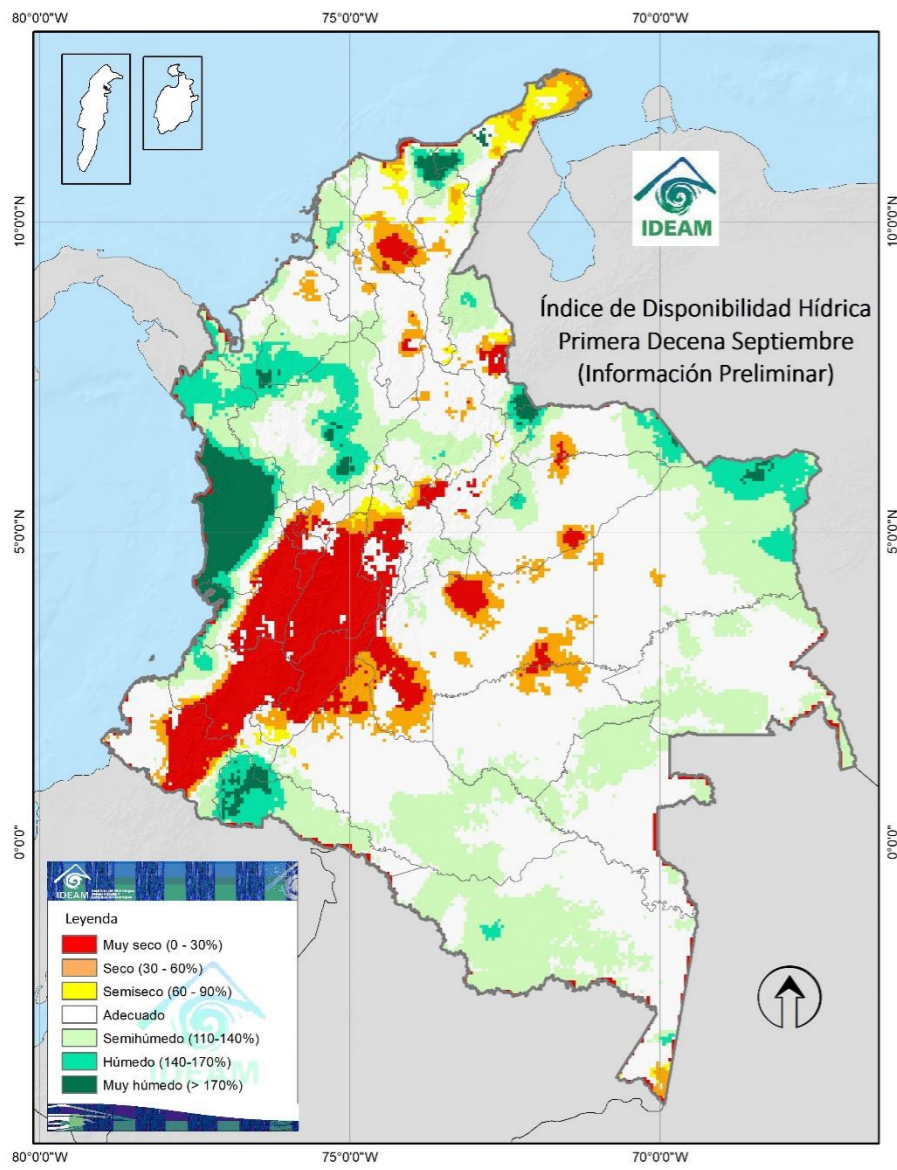 80°0'0"W
75°0'0"W
70°0'0"W
10°0'0"N
5°0'0"N
0°0'0"
IDEAM
Índice de Disponibilidad Hídrica
Primera Decena Septiembre
(Información Preliminar)
IDEAM
Leyenda
Muy seco (0 - 30%)
Seco (30 - 60%)
Semiseco (60 - 90%)
Adecuado
Semihúmedo (110-140%)
Húmedo (140-170%)
Muy húmedo (> 170%)
IDEAM
80°0'0"W
75°0'0"W
70°0'0"W
10°0'0"N
5°0'0"N
0°0'0"